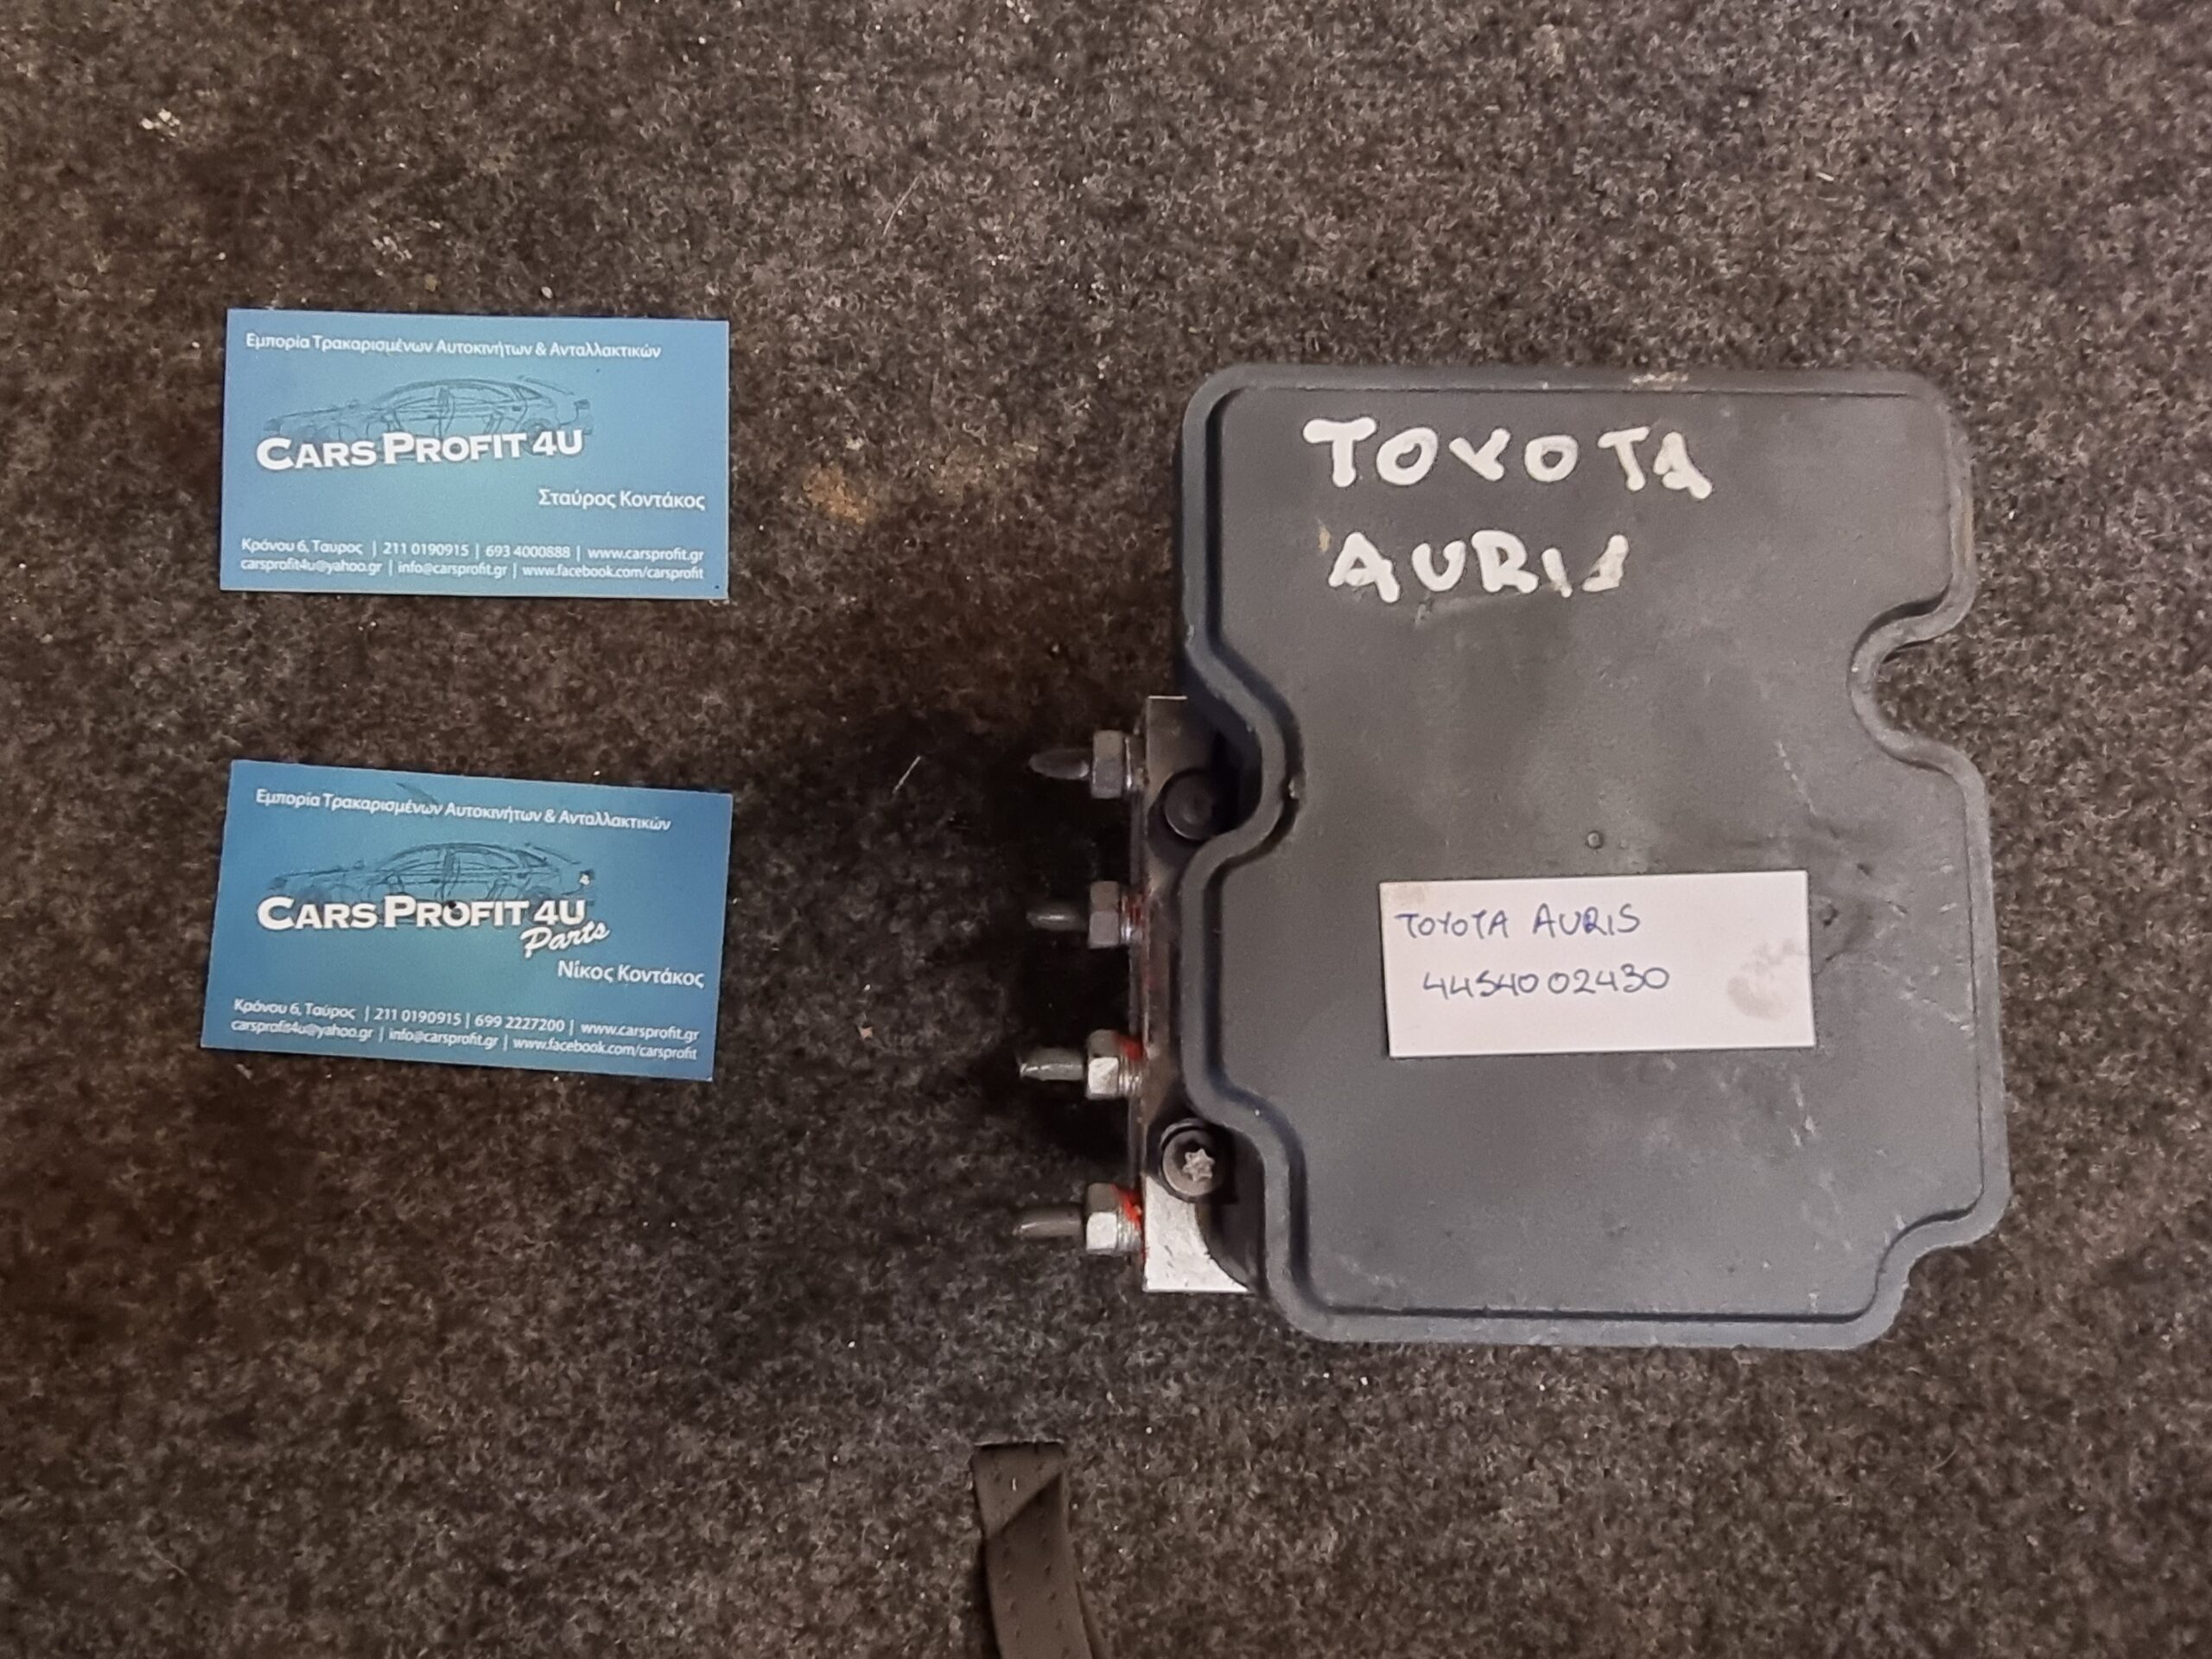 Εμπορία Τρακαρισμένων Αυτοκινήτων & Ανταλλακτικών
CARS PROFIT 4U
Σταύρος Κοντάκος
Κρόνου 6, Ταυρος | 211 0190915 | 693 4000888 | www.carsprofit.gr
carsprofit4u@yahoo.gr | info@carsprofit.gr | www.facebook.com/carsprofit
Εμπορία Τρακαρισμένων Αυτοκινήτων & Ανταλλακτικών
CARS PROFIT 4U
Parts
Νίκος Κοντάκος
Κρόνου 6, Ταύρος | 211 0190915 | 699 2227200 | www.carsprofit.gr
carsprofit4u@yahoo.gr | info@carsprofit.gr | www.facebook.com/carsprofit
TOYOTA
AURIS
TOYOTA AURIS
4454002430